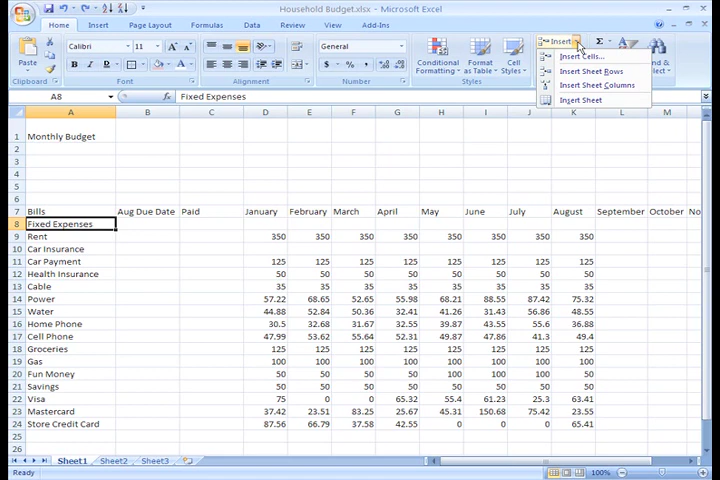 Household Budget.xlsx - Microsoft Excel
Home Insert Page Layout Formulas Data Review View Add-Ins
Calibri 11 General Insert Σ
Paste B I U $ % , Conditional Formatting Format as Table Cell Styles
Clipboard Font Alignment Number Styles
Insert Cells...
Insert Sheet Rows
Insert Sheet Columns
Insert Sheet
A8 fx Fixed Expenses
A B C D E F G H I J K L M N
1 Monthly Budget
2
3
4
5
6
7 Bills Aug Due Date Paid January February March April May June July August September October No
8 Fixed Expenses
9 Rent 350 350 350 350 350 350 350 350
10 Car Insurance
11 Car Payment 125 125 125 125 125 125 125 125
12 Health Insurance 50 50 50 50 50 50 50 50
13 Cable 35 35 35 35 35 35 35 35
14 Power 57.22 68.65 52.65 55.98 68.21 88.55 87.42 75.32
15 Water 44.88 52.84 50.36 32.41 41.26 31.43 56.86 48.55
16 Home Phone 30.5 32.68 31.67 32.55 39.87 43.55 55.6 36.88
17 Cell Phone 47.99 53.62 55.64 52.31 49.87 47.86 41.3 49.4
18 Groceries 125 125 125 125 125 125 125 125
19 Gas 100 100 100 100 100 100 100 100
20 Fun Money 50 50 50 50 100 100 100 50
21 Savings 50 50 50 50 50 50 50 50
22 Visa 75 0 0 65.32 55.4 61.23 25.3 63.41
23 Mastercard 37.42 23.51 83.25 25.67 45.31 150.68 75.42 23.55
24 Store Credit Card 87.56 66.79 37.58 42.55 0 0 0 65.41
25
26
Sheet1 Sheet2 Sheet3
Ready 100%